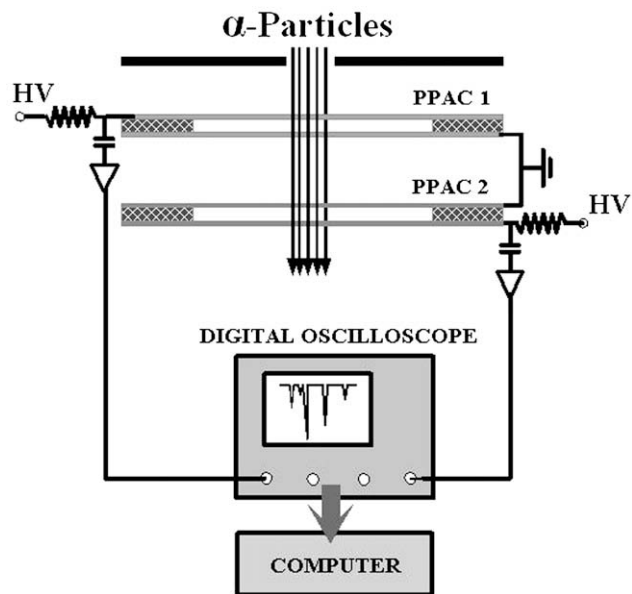 α-Particles
HV
PPAC 1
PPAC 2
HV
DIGITAL OSCILLOSCOPE
COMPUTER